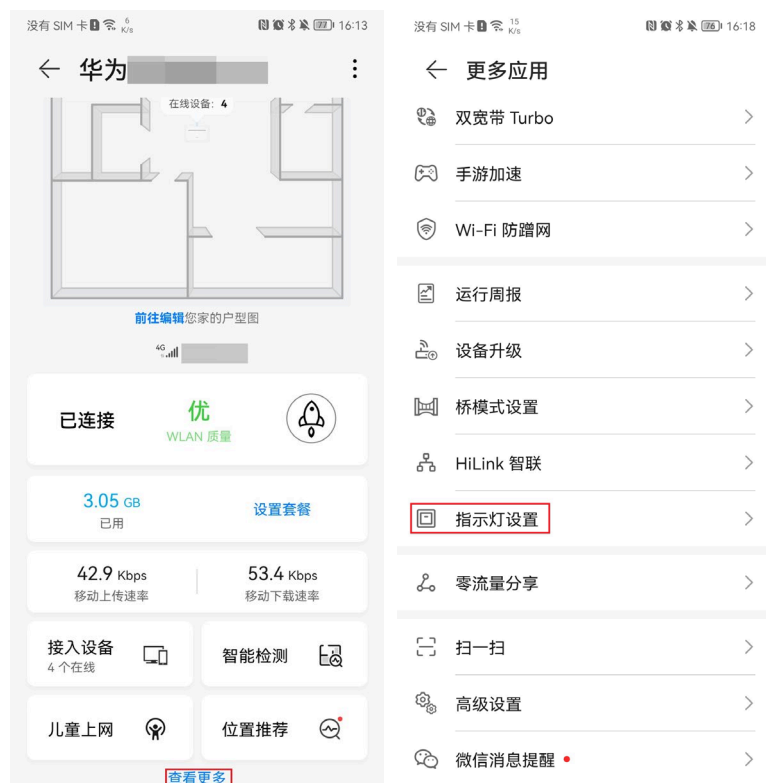 没有 SIM 卡 6 K/s 77 16:13
华为
在线设备: 4
前往编辑您家的户型图
4G
已连接
优
WLAN 质量
3.05 GB
已用
设置套餐
42.9 Kbps
移动上传速率
53.4 Kbps
移动下载速率
接入设备
4 个在线
智能检测
儿童上网
位置推荐
查看更多
没有 SIM 卡 15 K/s 76 16:18
更多应用
双宽带 Turbo
手游加速
Wi-Fi 防蹭网
运行周报
设备升级
桥模式设置
HiLink 智联
指示灯设置
零流量分享
扫一扫
高级设置
微信消息提醒